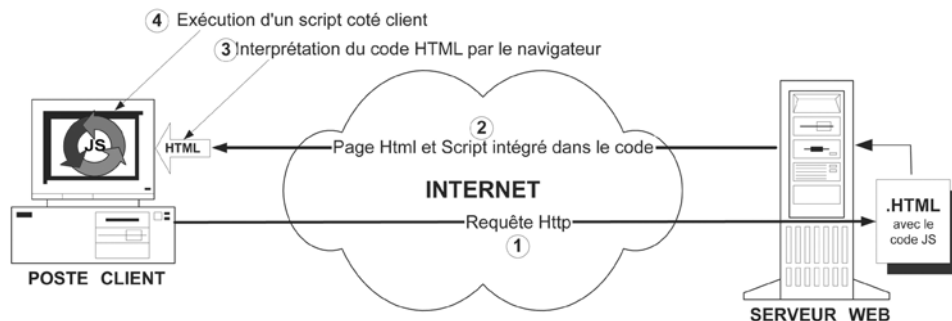 4 Exécution d'un script coté client
3 Interprétation du code HTML par le navigateur
JS
HTML
2
Page Html et Script intégré dans le code
INTERNET
Requête Http
1
.HTML
avec le
code JS
POSTE CLIENT
SERVEUR WEB